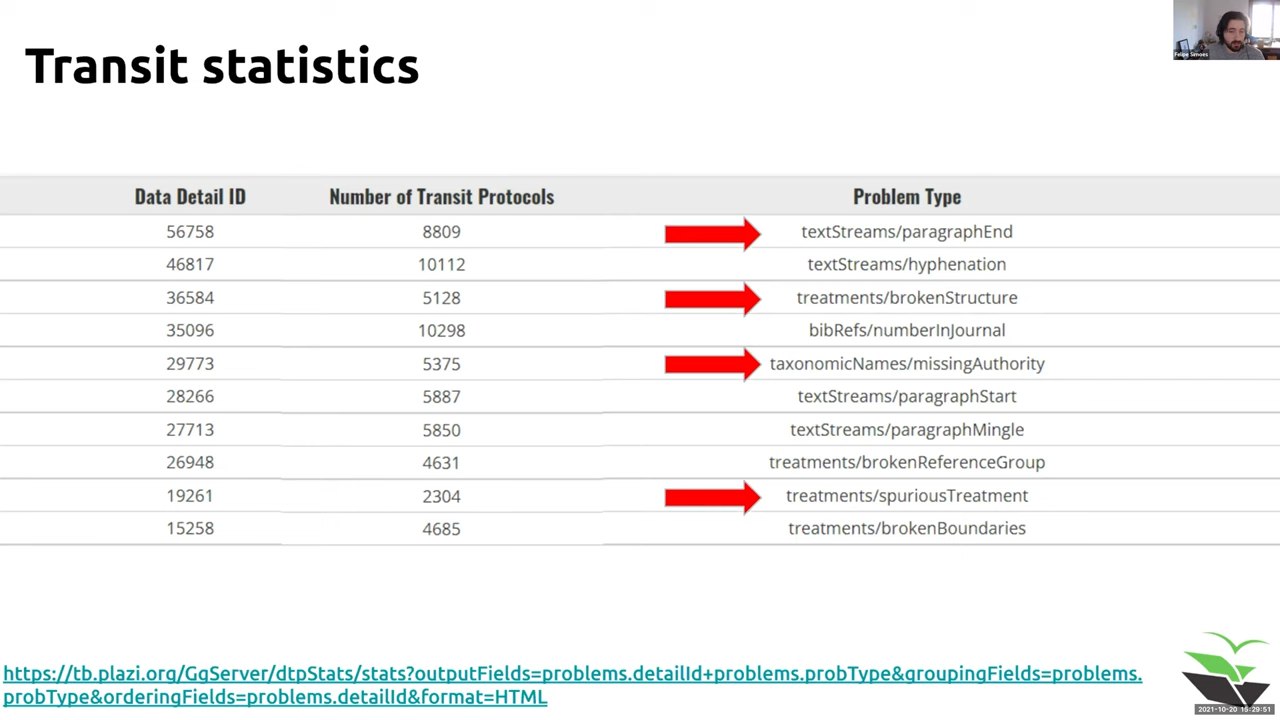 Transit statistics
Felipe Simoes
Data Detail ID Number of Transit Protocols Problem Type
56758 8809 textStreams/paragraphEnd
46817 10112 textStreams/hyphenation
36584 5128 treatments/brokenStructure
35096 10298 bibRefs/numberInJournal
29773 5375 taxonomicNames/missingAuthority
28266 5887 textStreams/paragraphStart
27713 5850 textStreams/paragraphMingle
26948 4631 treatments/brokenReferenceGroup
19261 2304 treatments/spuriousTreatment
15258 4685 treatments/brokenBoundaries
https://tb.plazi.org/GgServer/dtpStats/stats?outputFields=problems.detailId+problems.probType&groupingFields=problems.
probType&orderingFields=problems.detailId&format=HTML
2021-10-20 15:29:51